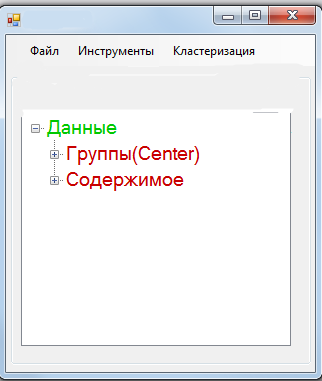 Файл Инструменты Кластеризация
Данные
Группы(Center)
Содержимое